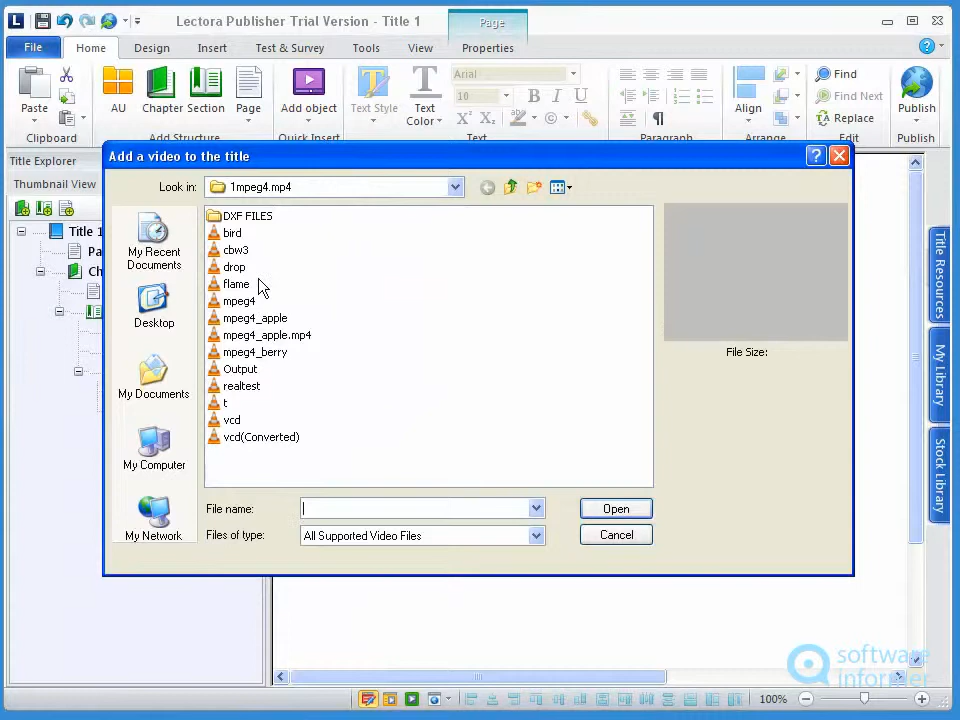 Lectora Publisher Trial Version - Title 1
Page
File
Home
Design
Insert
Test & Survey
Tools
View
Properties
Paste
AU
Chapter
Section
Page
Add object
Text Style
Text
Color
Arial
10
B I U
Align
Find
Find Next
Replace
Publish
Clipboard
Add Structure
Quick Insert
Text
Paragraph
Arrange
Edit
Publish
Title Explorer
Thumbnail View
Title 1
Pa
Ch
Add a video to the title
Look in:
1mpeg4.mp4
My Recent
Documents
Desktop
My Documents
My Computer
My Network
DXF FILES
bird
cbw3
drop
flame
mpeg4
mpeg4_apple
mpeg4_apple.mp4
mpeg4_berry
Output
realtest
t
vcd
vcd(Converted)
File Size:
File name:
Open
Files of type:
All Supported Video Files
Cancel
Title Resources
My Library
Stock Library
software
informer
100%